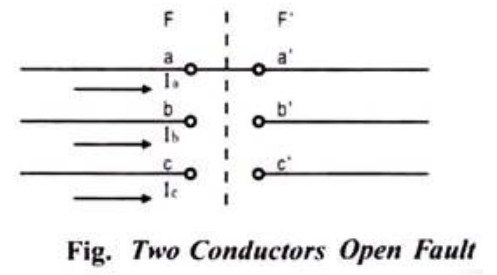 F F'
a a'
Ia
b b'
Ib
c c'
Ic
Fig. Two Conductors Open Fault